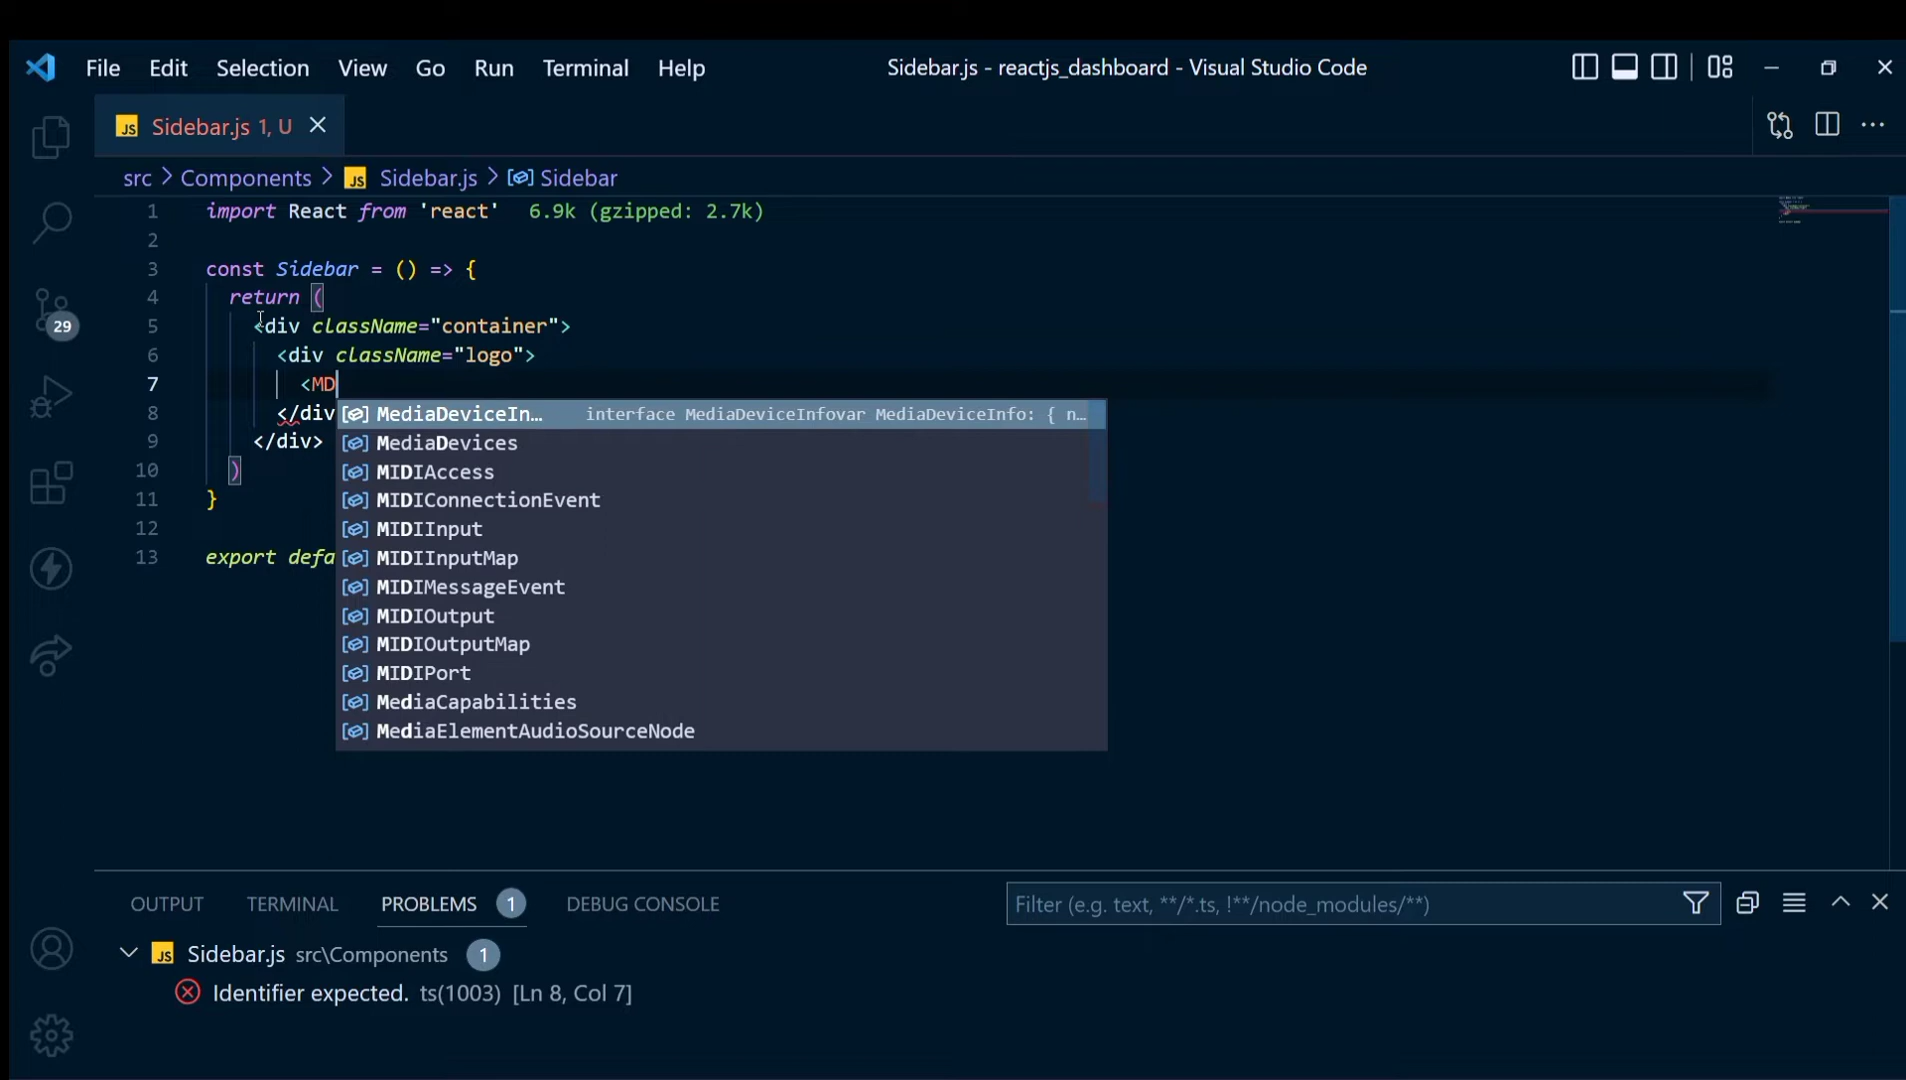 File Edit Selection View Go Run Terminal Help Sidebar.js - reactjs_dashboard - Visual Studio Code
JS Sidebar.js 1, U
src > Components > JS Sidebar.js > Sidebar
1 import React from 'react' 6.9k (gzipped: 2.7k)
2
3 const Sidebar = () => {
4 return (
5 <div className="container">
6 <div className="logo">
7 <MD
8 </div
9 </div>
10 )
11 }
12
13 export defa
MediaDeviceIn... interface MediaDeviceInfovar MediaDeviceInfo: { n...
MediaDevices
MIDIAccess
MIDIConnectionEvent
MIDIInput
MIDIInputMap
MIDIMessageEvent
MIDIOutput
MIDIOutputMap
MIDIPort
MediaCapabilities
MediaElementAudioSourceNode
29
OUTPUT TERMINAL PROBLEMS 1 DEBUG CONSOLE Filter (e.g. text, **/*.ts, !**/node_modules/**)
JS Sidebar.js src\Components 1
Identifier expected. ts(1003) [Ln 8, Col 7]